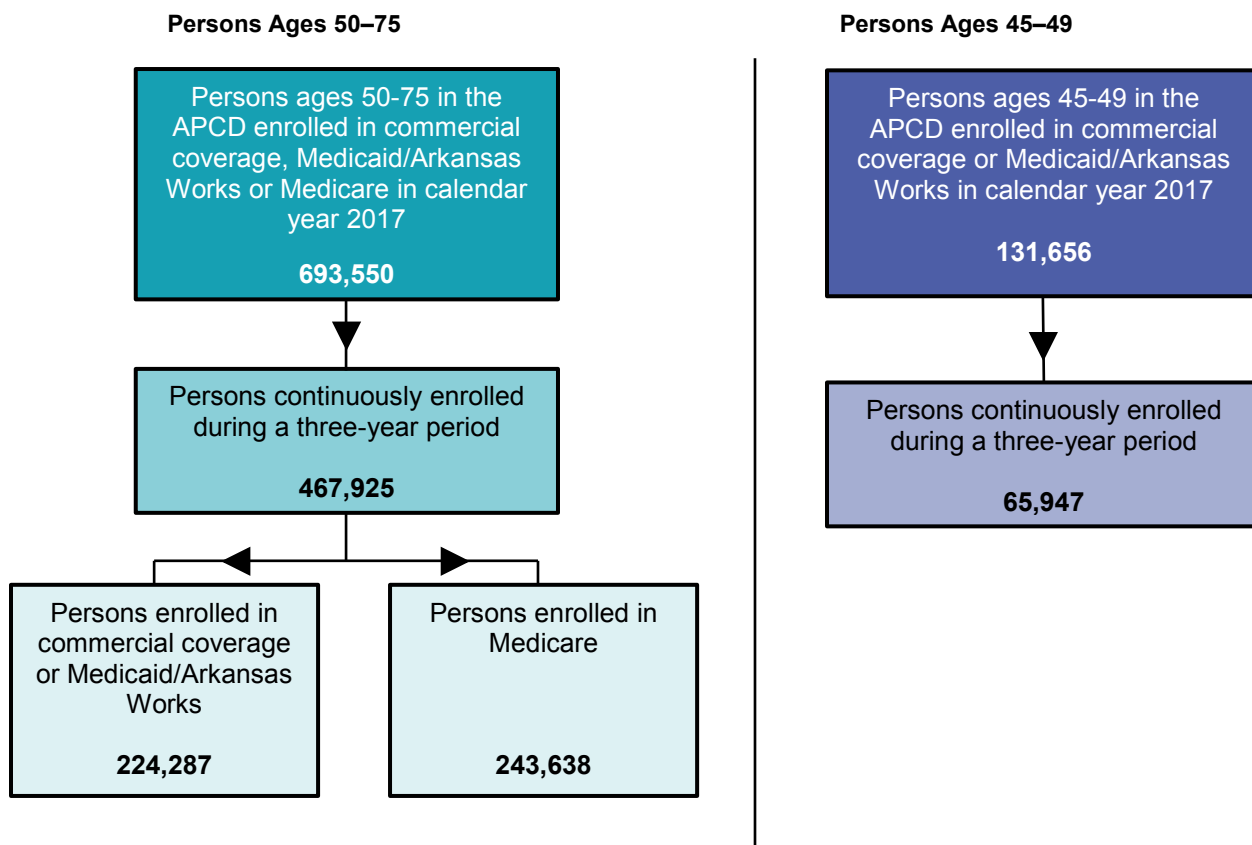 Persons Ages 50–75
Persons ages 50-75 in the
APCD enrolled in commercial
coverage, Medicaid/Arkansas
Works or Medicare in calendar
year 2017
693,550
Persons continuously enrolled
during a three-year period
467,925
Persons enrolled in
commercial coverage
or Medicaid/Arkansas
Works
224,287
Persons enrolled in
Medicare
243,638
Persons Ages 45–49
Persons ages 45-49 in the
APCD enrolled in commercial
coverage or Medicaid/Arkansas
Works in calendar year 2017
131,656
Persons continuously enrolled
during a three-year period
65,947